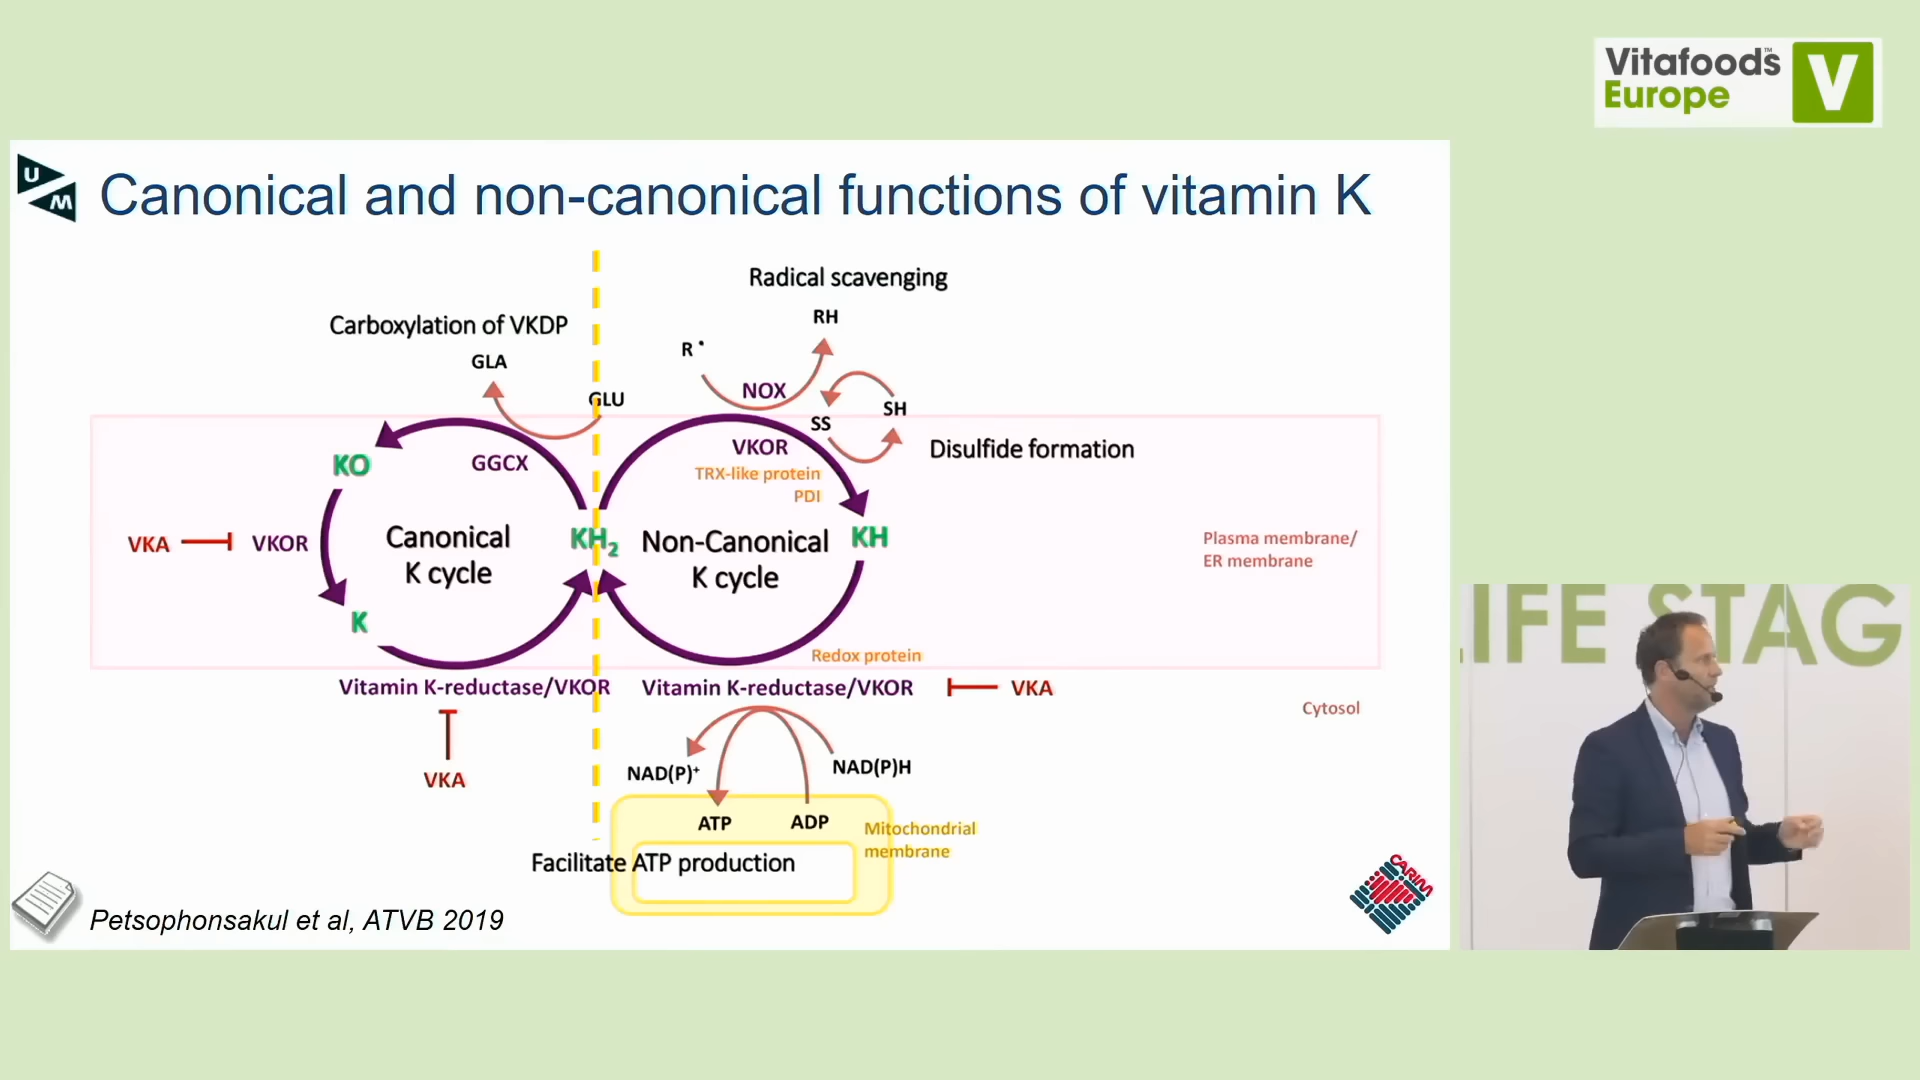 Vitafoods™
Europe
V
U
M
Canonical and non-canonical functions of vitamin K
Radical scavenging
RH
Carboxylation of VKDP
R•
GLA
NOX
GLU
SH
SS
VKOR
Disulfide formation
KO
GGCX
TRX-like protein
PDI
VKA
VKOR
Canonical
K cycle
KH₂
Non-Canonical
K cycle
KH
Plasma membrane/
ER membrane
K
Redox protein
Vitamin K-reductase/VKOR
Vitamin K-reductase/VKOR
VKA
Cytosol
VKA
NAD(P)⁺
NAD(P)H
ATP
ADP
Mitochondrial
membrane
Facilitate ATP production
CARIM
Petsophonsakul et al, ATVB 2019
LIFE STAG